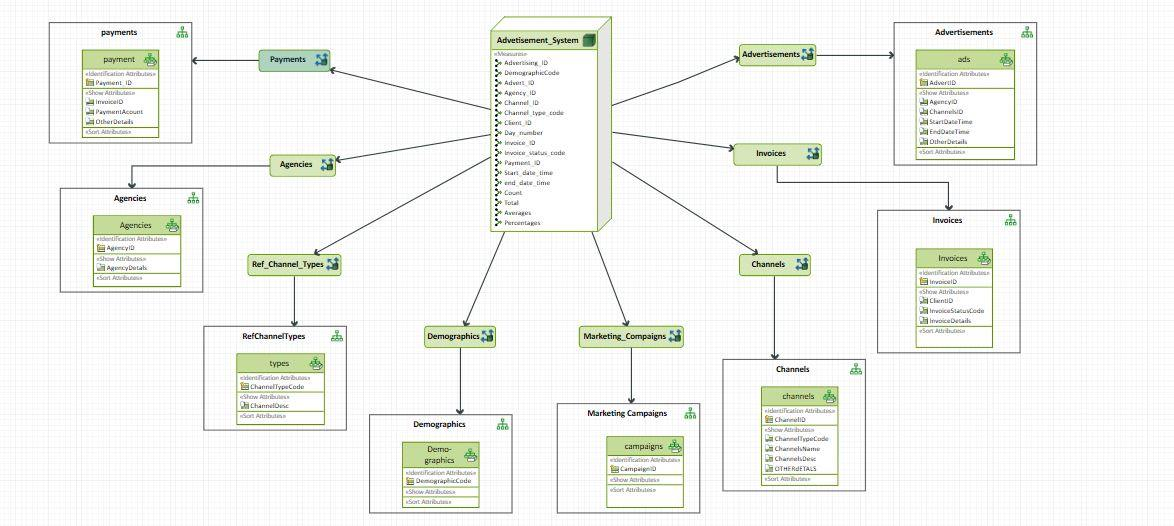 payments
payment
«Identification Attributes»
Payment_ID
«Show Attributes»
InvoiceID
PaymentAcount
OtherDetails
«Sort Attributes»
Payments
Advetisement_System
«Measures»
Advertising_ID
DemographicCode
Advert_ID
Agency_ID
Channel_ID
Channel_type_code
Client_ID
Day_number
Invoice_ID
Invoice_status_code
Payment_ID
Start_date_time
end_date_time
Count
Total
Averages
Percentages
Advertisements
Advertisements
ads
«Identification Attributes»
AdvertID
«Show Attributes»
AgencyID
ChannelsID
StartDateTime
EndDateTime
OtherDetails
«Sort Attributes»
Agencies
Agencies
Agencies
«Identification Attributes»
AgencyID
«Show Attributes»
AgencyDetals
«Sort Attributes»
Invoices
Invoices
Invoices
«Identification Attributes»
InvoiceID
«Show Attributes»
ClientID
InvoiceStatusCode
InvoiceDetails
«Sort Attributes»
Ref_Channel_Types
RefChannelTypes
types
«Identification Attributes»
ChannelTypeCode
«Show Attributes»
ChannelDesc
«Sort Attributes»
Demographics
Demographics
Demo-
graphics
«Identification Attributes»
DemographicCode
«Show Attributes»
«Sort Attributes»
Marketing_Campaigns
Marketing Campaigns
campaigns
«Identification Attributes»
CampaignID
«Show Attributes»
«Sort Attributes»
Channels
Channels
channels
«Identification Attributes»
ChannelID
«Show Attributes»
ChannelTypeCode
ChannelsName
ChannelsDesc
OTHERdETALS
«Sort Attributes»